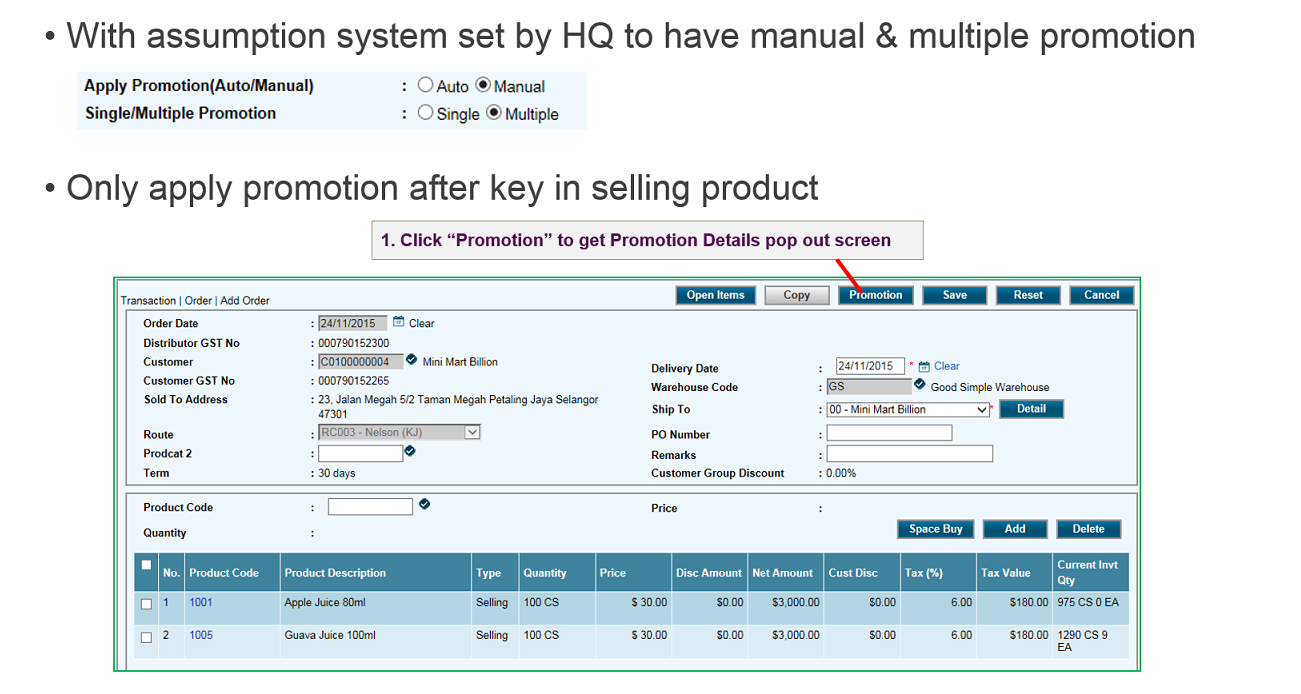 • With assumption system set by HQ to have manual & multiple promotion
Apply Promotion(Auto/Manual) : Auto Manual
Single/Multiple Promotion : Single Multiple
• Only apply promotion after key in selling product
1. Click “Promotion” to get Promotion Details pop out screen
Transaction | Order | Add Order Open Items Copy Promotion Save Reset Cancel
Order Date : 24/11/2015 Clear
Distributor GST No : 000790152300
Customer : C0100000004 Mini Mart Billion
Customer GST No : 000790152265
Sold To Address : 23, Jalan Megah 5/2 Taman Megah Petaling Jaya Selangor
47301
Route : RC003 - Nelson (KJ)
Prodcat 2 :
Term : 30 days
Delivery Date : 24/11/2015 * Clear
Warehouse Code : GS Good Simple Warehouse
Ship To : 00 - Mini Mart Billion * Detail
PO Number :
Remarks :
Customer Group Discount : 0.00%
Product Code :
Price :
Quantity :
Space Buy Add Delete
No. Product Code Product Description Type Quantity Price Disc Amount Net Amount Cust Disc Tax (%) Tax Value Current Invt
Qty
1 1001 Apple Juice 80ml Selling 100 CS $ 30.00 $0.00 $3,000.00 $0.00 6.00 $180.00 975 CS 0 EA
2 1005 Guava Juice 100ml Selling 100 CS $ 30.00 $0.00 $3,000.00 $0.00 6.00 $180.00 1290 CS 9
EA